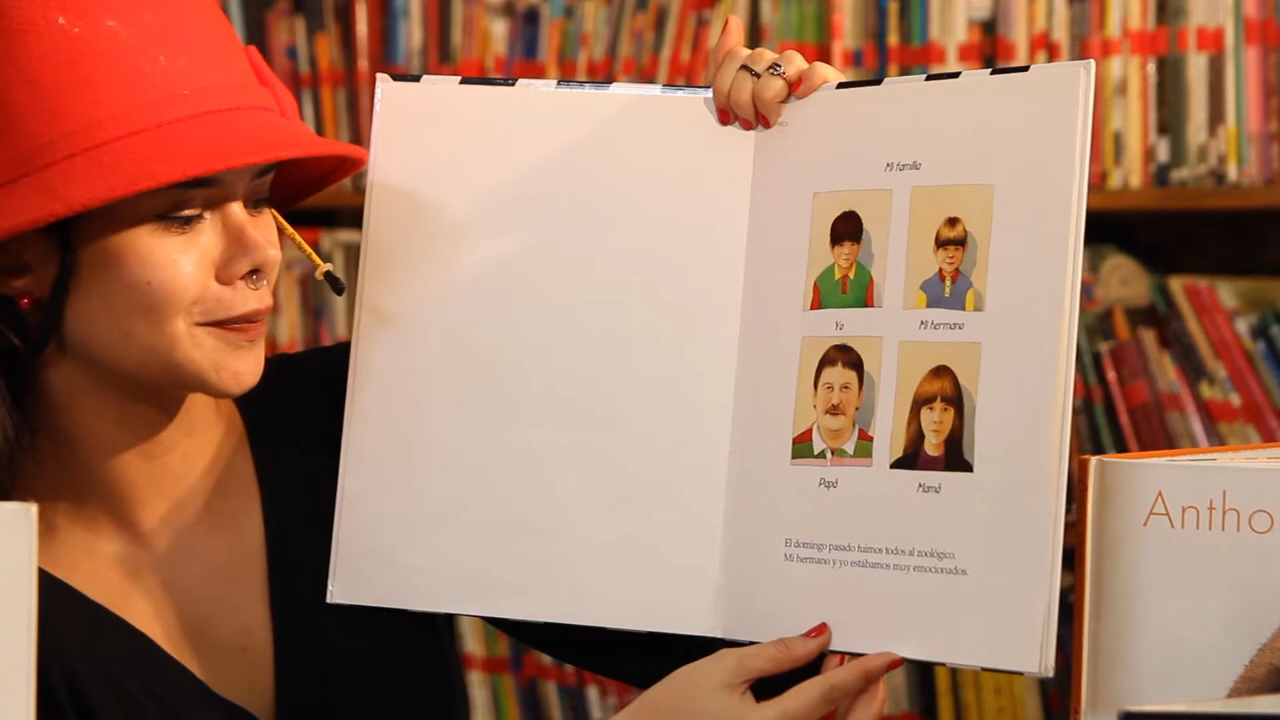 Mi familia
Yo
Mi hermano
Papá
Mamá
El domingo pasado fuimos todos al zoológico.
Mi hermano y yo estábamos muy emocionados.
Antho